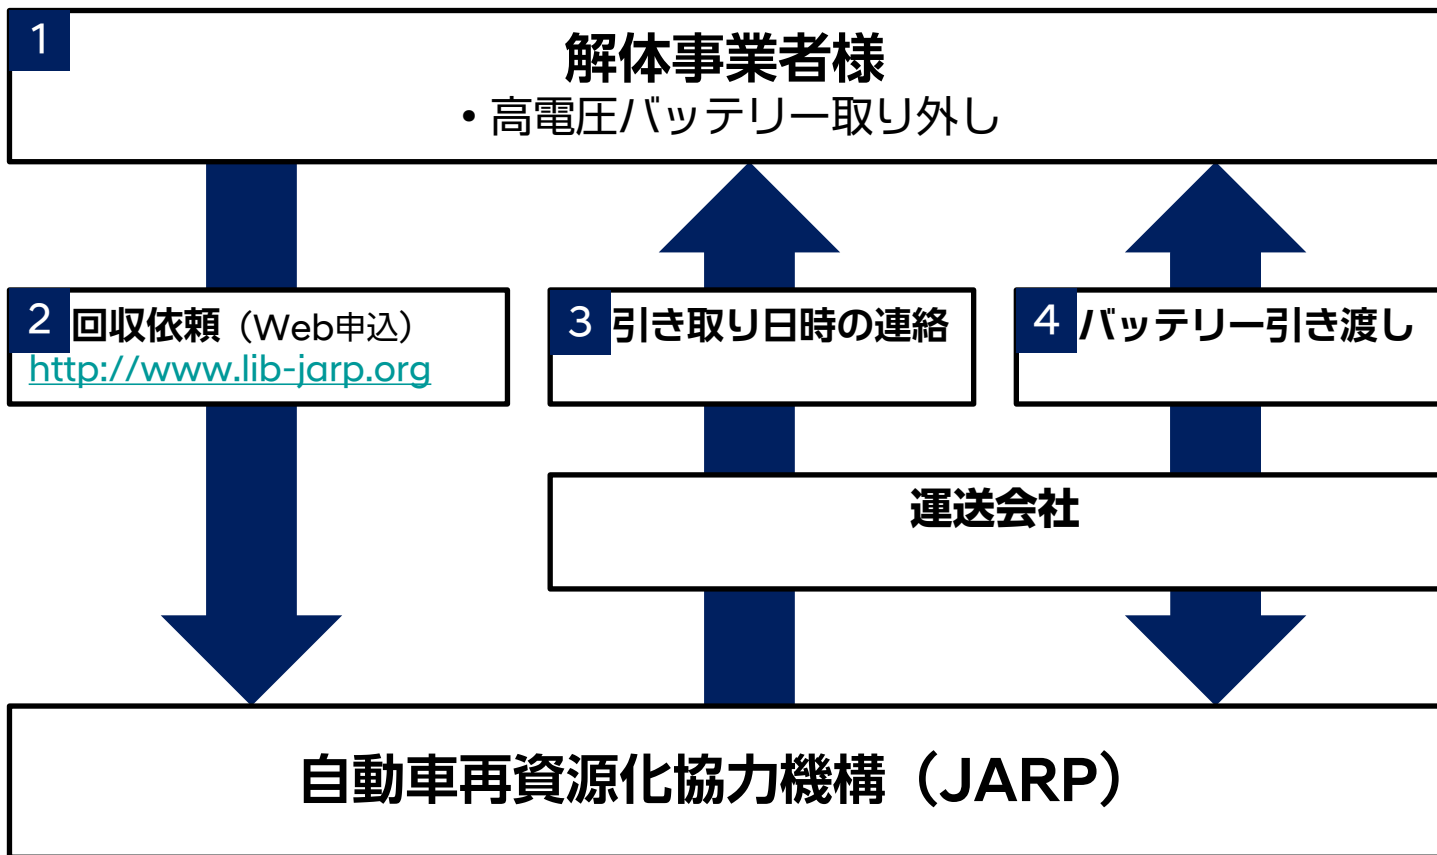 1
解体事業者様
・高電圧バッテリー取り外し
2 回収依頼（Web申込）
http://www.lib-jarp.org
3 引き取り日時の連絡
4 バッテリー引き渡し
運送会社
自動車再資源化協力機構（JARP）